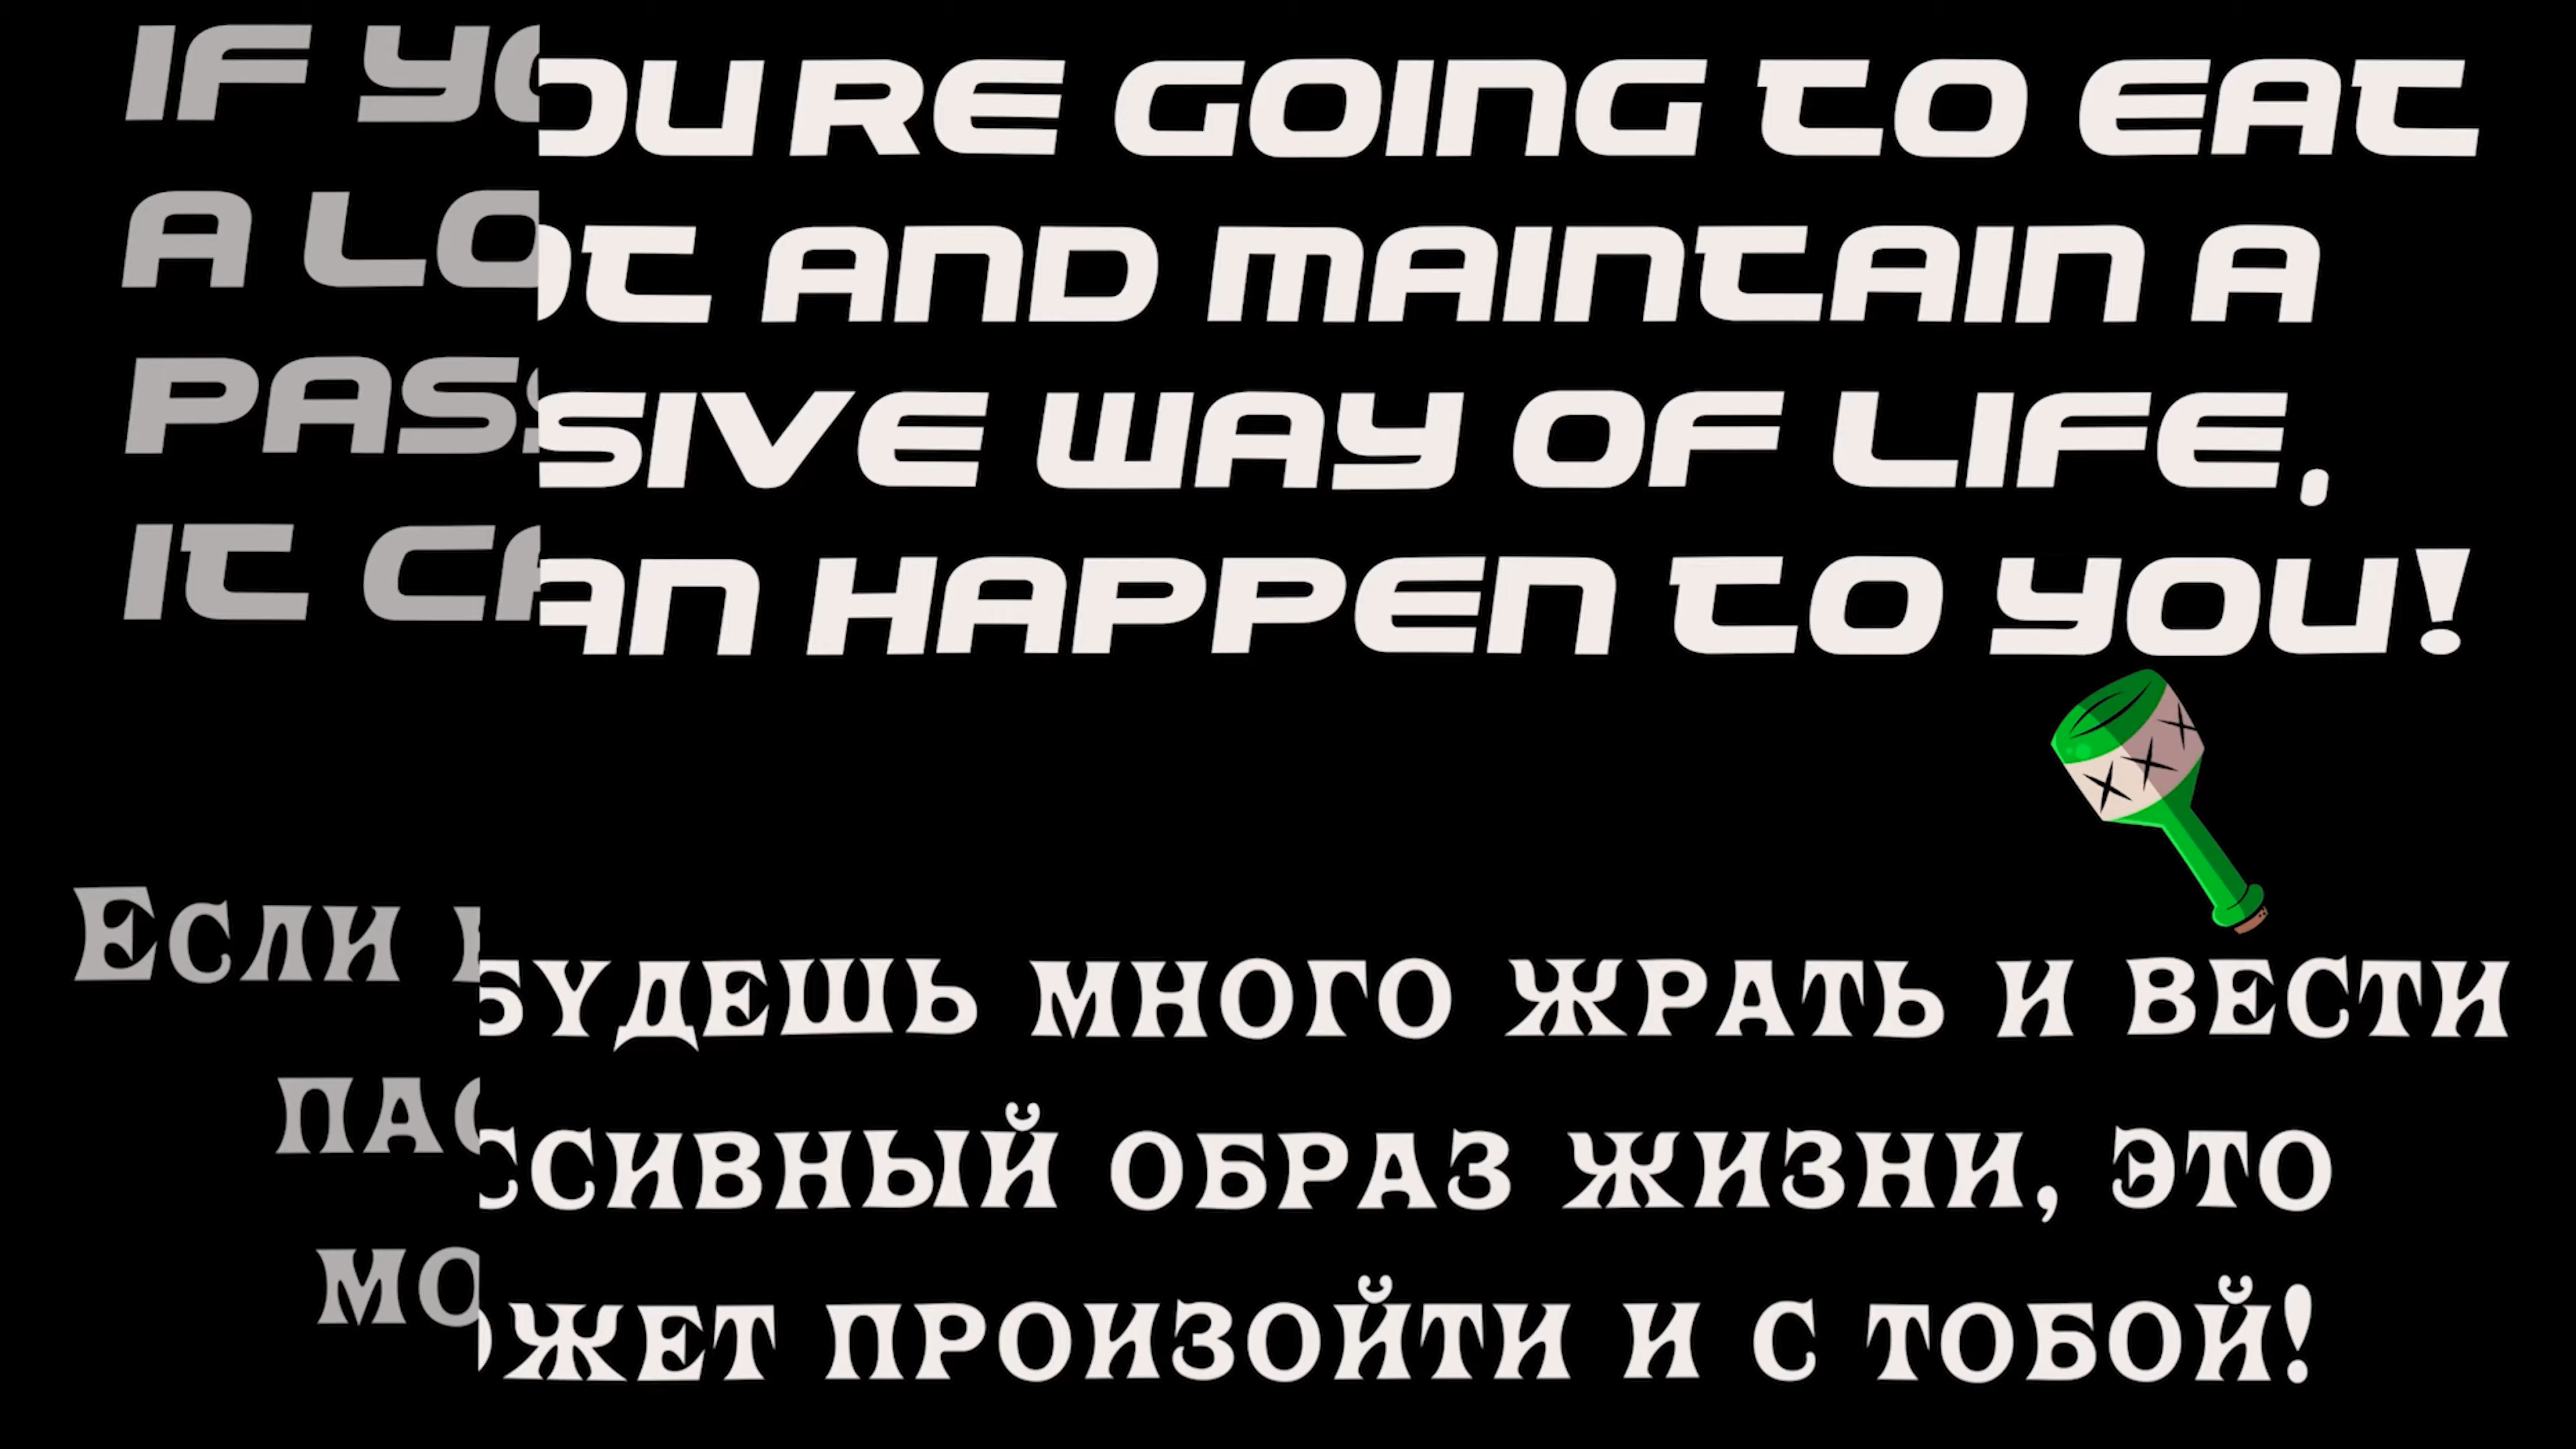 IF YOU'RE GOING TO EAT
A LOT AND MAINTAIN A
PASSIVE WAY OF LIFE,
IT CAN HAPPEN TO YOU!
Если будешь много жрать и вести
пассивный образ жизни, это
может произойти и с тобой!